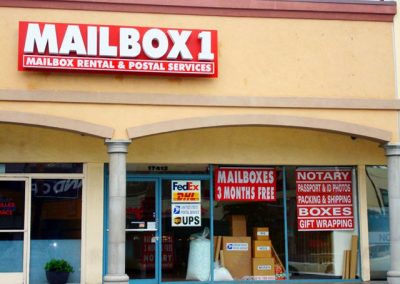 MAILBOX 1
MAILBOX RENTAL & POSTAL SERVICES
FedEx
DHL
UPS
MAILBOXES
3 MONTHS FREE
NOTARY
PASSPORT & ID PHOTOS
PACKING & SHIPPING
BOXES
GIFT WRAPPING